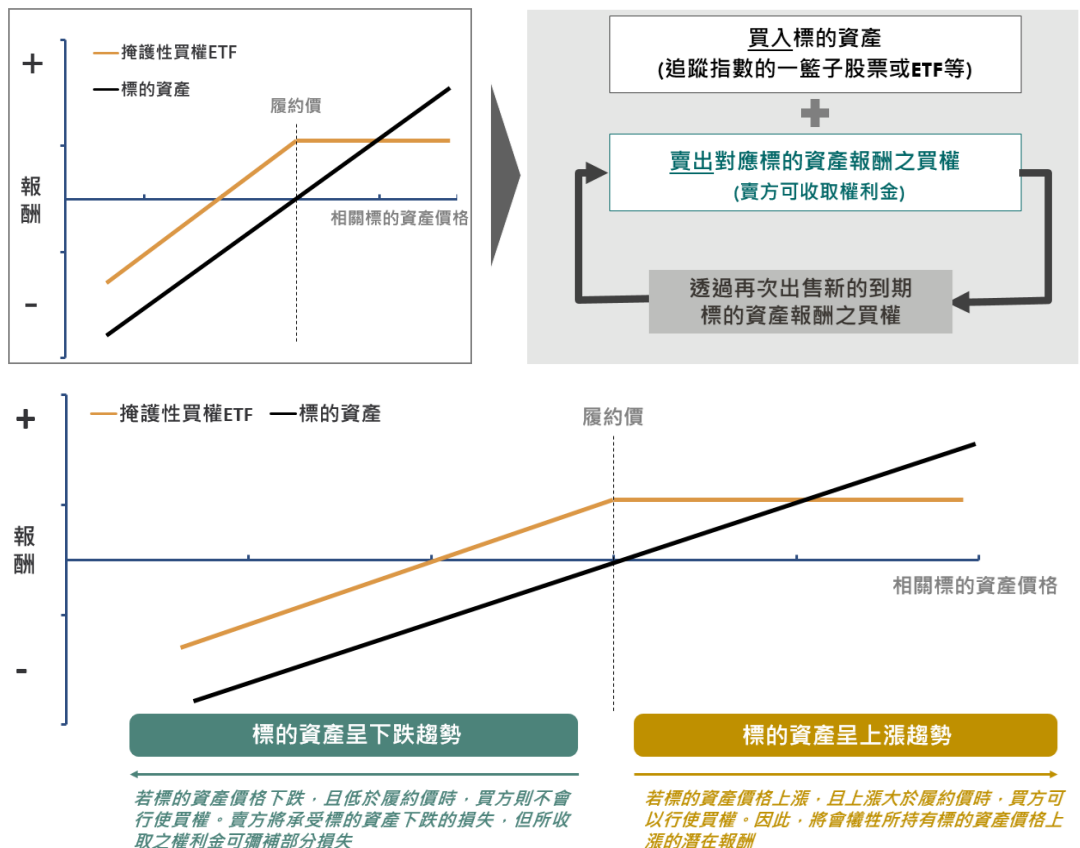 +
掩護性買權ETF
標的資產
履約價
報
酬
相關標的資產價格
-
買入標的資產
(追蹤指數的一籃子股票或ETF等)
+
賣出對應標的資產報酬之買權
(賣方可收取權利金)
透過再次出售新的到期
標的資產報酬之買權
+
掩護性買權ETF 標的資產
履約價
報
酬
相關標的資產價格
-
標的資產呈下跌趨勢
若標的資產價格下跌，且低於履約價時，買方則不會
行使買權。賣方將承受標的資產下跌的損失，但所收
取之權利金可彌補部分損失
標的資產呈上漲趨勢
若標的資產價格上漲，且上漲大於履約價時，買方可
以行使買權。因此，將會犧牲所持有標的資產價格上
漲的潛在報酬